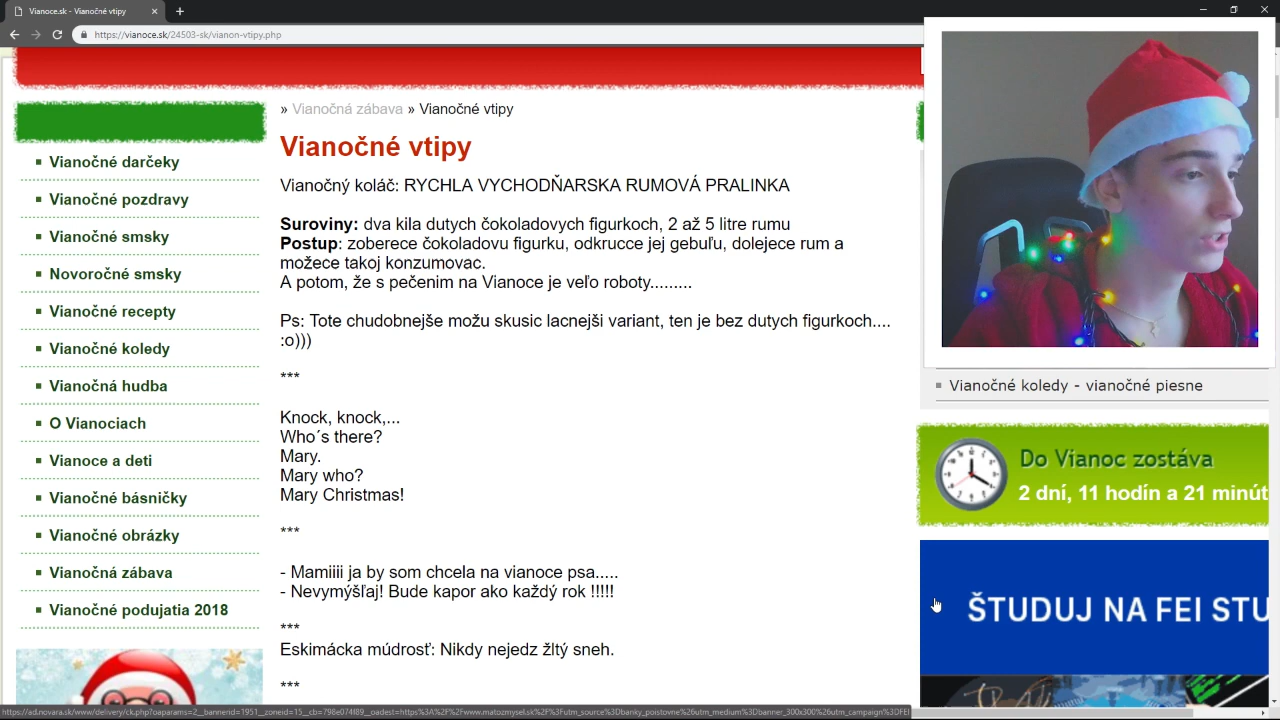 Vianoce.sk - Vianočné vtipy
https://vianoce.sk/24503-sk/vianon-vtipy.php
» Vianočná zábava » Vianočné vtipy
Vianočné darčeky
Vianočné pozdravy
Vianočné smsky
Novoročné smsky
Vianočné recepty
Vianočné koledy
Vianočná hudba
O Vianociach
Vianoce a deti
Vianočné básničky
Vianočné obrázky
Vianočná zábava
Vianočné podujatia 2018
Vianočné vtipy
Vianočný koláč: RYCHLA VYCHODŇARSKA RUMOVÁ PRALINKA
Suroviny: dva kila dutych čokoladovych figurkoch, 2 až 5 litre rumu
Postup: zoberece čokoladovu figurku, odkrucce jej gebuľu, dolejece rum a
možece takoj konzumovac.
A potom, že s pečenim na Vianoce je veľo roboty.........
Ps: Tote chudobnejše možu skusic lacnejši variant, ten je bez dutych figurkoch....
:o)))
***
Knock, knock,...
Who´s there?
Mary.
Mary who?
Mary Christmas!
***
- Mamiiii ja by som chcela na vianoce psa.....
- Nevymýšľaj! Bude kapor ako každý rok !!!!!
***
Eskimácka múdrosť: Nikdy nejedz žltý sneh.
***
Vianočné koledy - vianočné piesne
Do Vianoc zostáva
2 dní, 11 hodín a 21 minút
ŠTUDUJ NA FEI STU